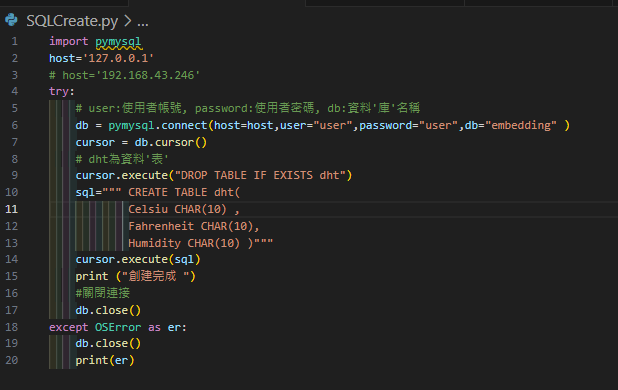 SQLCreate.py > ...
1 import pymysql
2 host='127.0.0.1'
3 # host='192.168.43.246'
4 try:
5 # user:使用者帳號, password:使用者密碼, db:資料'庫'名稱
6 db = pymysql.connect(host=host,user="user",password="user",db="embedding" )
7 cursor = db.cursor()
8 # dht為資料'表'
9 cursor.execute("DROP TABLE IF EXISTS dht")
10 sql=""" CREATE TABLE dht(
11 Celsiu CHAR(10) ,
12 Fahrenheit CHAR(10),
13 Humidity CHAR(10) )"""
14 cursor.execute(sql)
15 print ("創建完成 ")
16 #關閉連接
17 db.close()
18 except OSError as er:
19 db.close()
20 print(er)